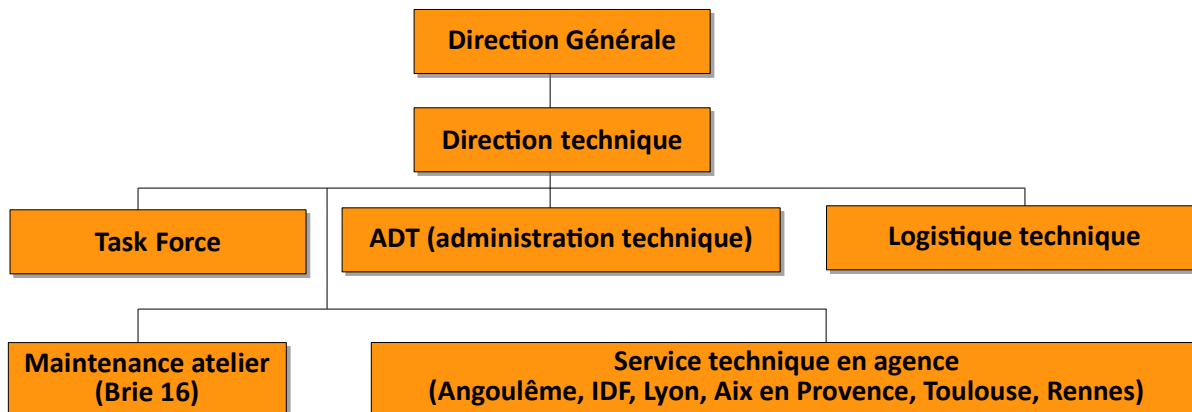 Direction Générale
Direction technique
Task Force
ADT (administration technique)
Logistique technique
Maintenance atelier
(Brie 16)
Service technique en agence
(Angoulême, IDF, Lyon, Aix en Provence, Toulouse, Rennes)